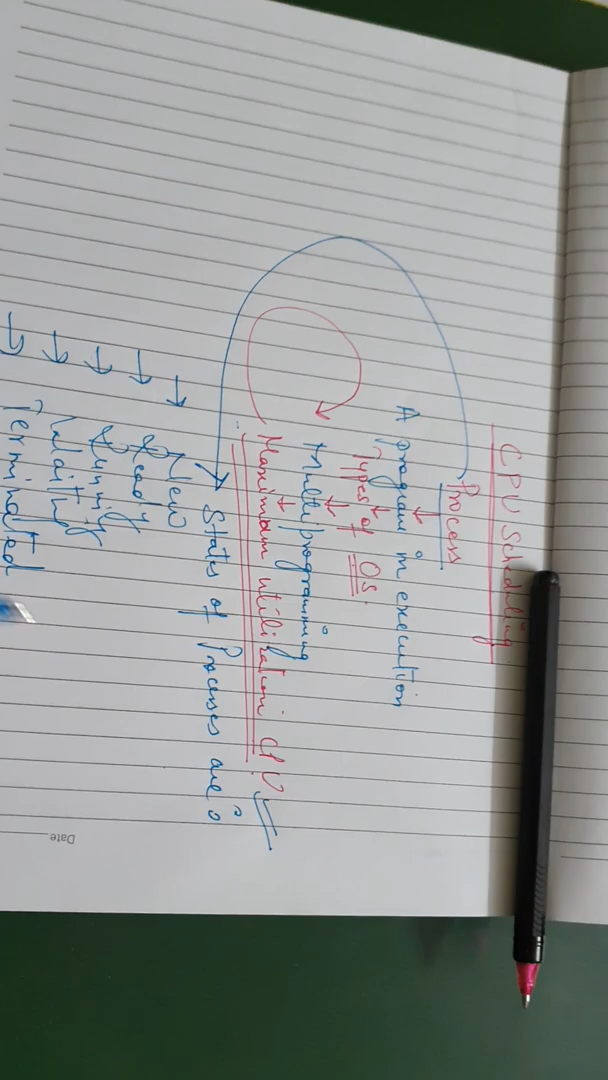 CPU Scheduling
Process
A program in execution
Types of OS.
Multiprogramming
Maximum utilization CPU
States of Processes are :
→ New
→ Ready
→ Running
→ Waiting
→ Terminated
Date